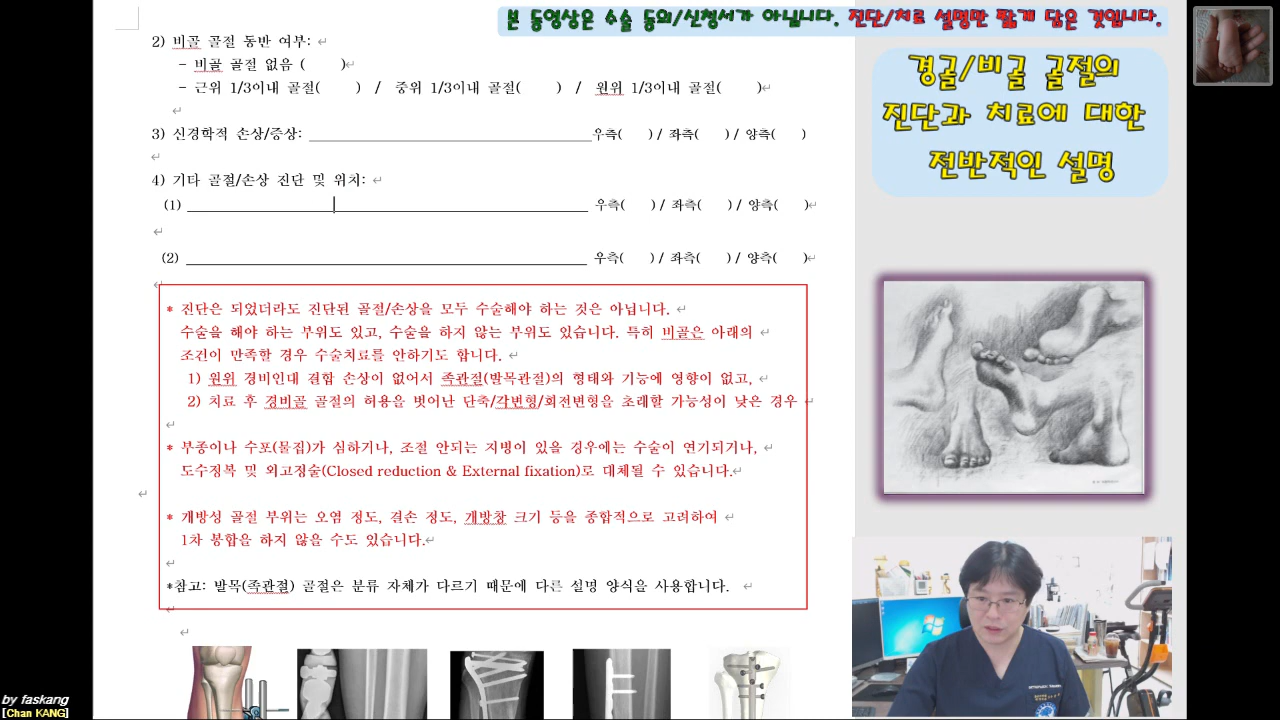 본 동영상은 수술 동의/신청서가 아닙니다. 진단/치료 설명만 짧게 담은 것입니다.
경골/비골 골절의
진단과 치료에 대한
전반적인 설명
2) 비골 골절 동반 여부:
- 비골 골절 없음 ( )
- 근위 1/3이내 골절( ) / 중위 1/3이내 골절( ) / 원위 1/3이내 골절( )
3) 신경학적 손상/증상: ______ 우측( ) / 좌측( ) / 양측( )
4) 기타 골절/손상 진단 및 위치:
(1) ______ 우측( ) / 좌측( ) / 양측( )
(2) ______ 우측( ) / 좌측( ) / 양측( )
* 진단은 되었더라도 진단된 골절/손상을 모두 수술해야 하는 것은 아닙니다.
수술을 해야 하는 부위도 있고, 수술을 하지 않는 부위도 있습니다. 특히 비골은 아래의
조건이 만족할 경우 수술치료를 안하기도 합니다.
1) 원위 경비인대 결합 손상이 없어서 족관절(발목관절)의 형태와 기능에 영향이 없고,
2) 치료 후 경비골 골절의 허용을 벗어난 단축/각변형/회전변형을 초래할 가능성이 낮은 경우
* 부종이나 수포(물집)가 심하거나, 조절 안되는 지병이 있을 경우에는 수술이 연기되거나,
도수정복 및 외고정술(Closed reduction & External fixation)로 대체될 수 있습니다.
* 개방성 골절 부위는 오염 정도, 결손 정도, 개방창 크기 등을 종합적으로 고려하여
1차 봉합을 하지 않을 수도 있습니다.
*참고: 발목(족관절) 골절은 분류 자체가 다르기 때문에 다른 설명 양식을 사용합니다.
by faskang
[Chan KANG]